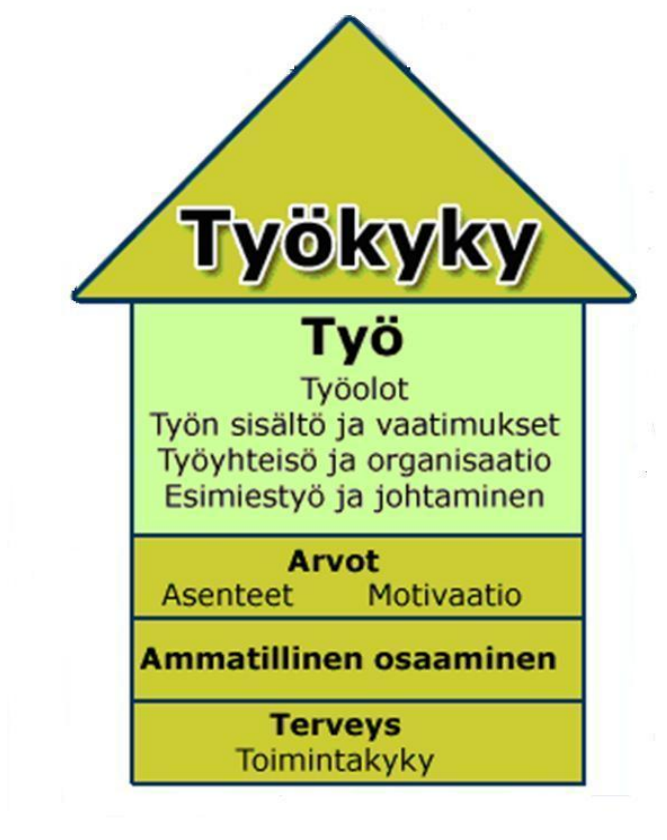 Työkyky
Työ
Työolot
Työn sisältö ja vaatimukset
Työyhteisö ja organisaatio
Esimiestyö ja johtaminen
Arvot
Asenteet Motivaatio
Ammatillinen osaaminen
Terveys
Toimintakyky